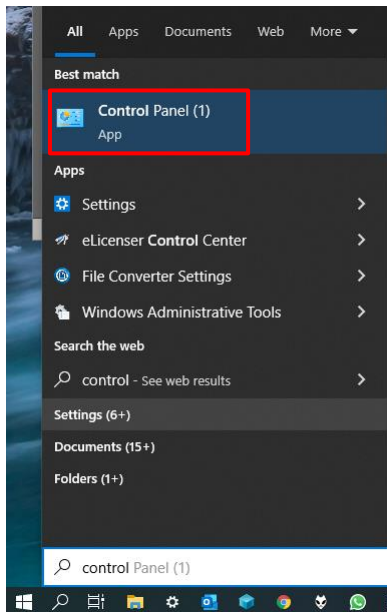 All Apps Documents Web More
Best match
Control Panel (1)
App
Apps
Settings
eLicenser Control Center
File Converter Settings
Windows Administrative Tools
Search the web
control - See web results
Settings (6+)
Documents (15+)
Folders (1+)
control Panel (1)